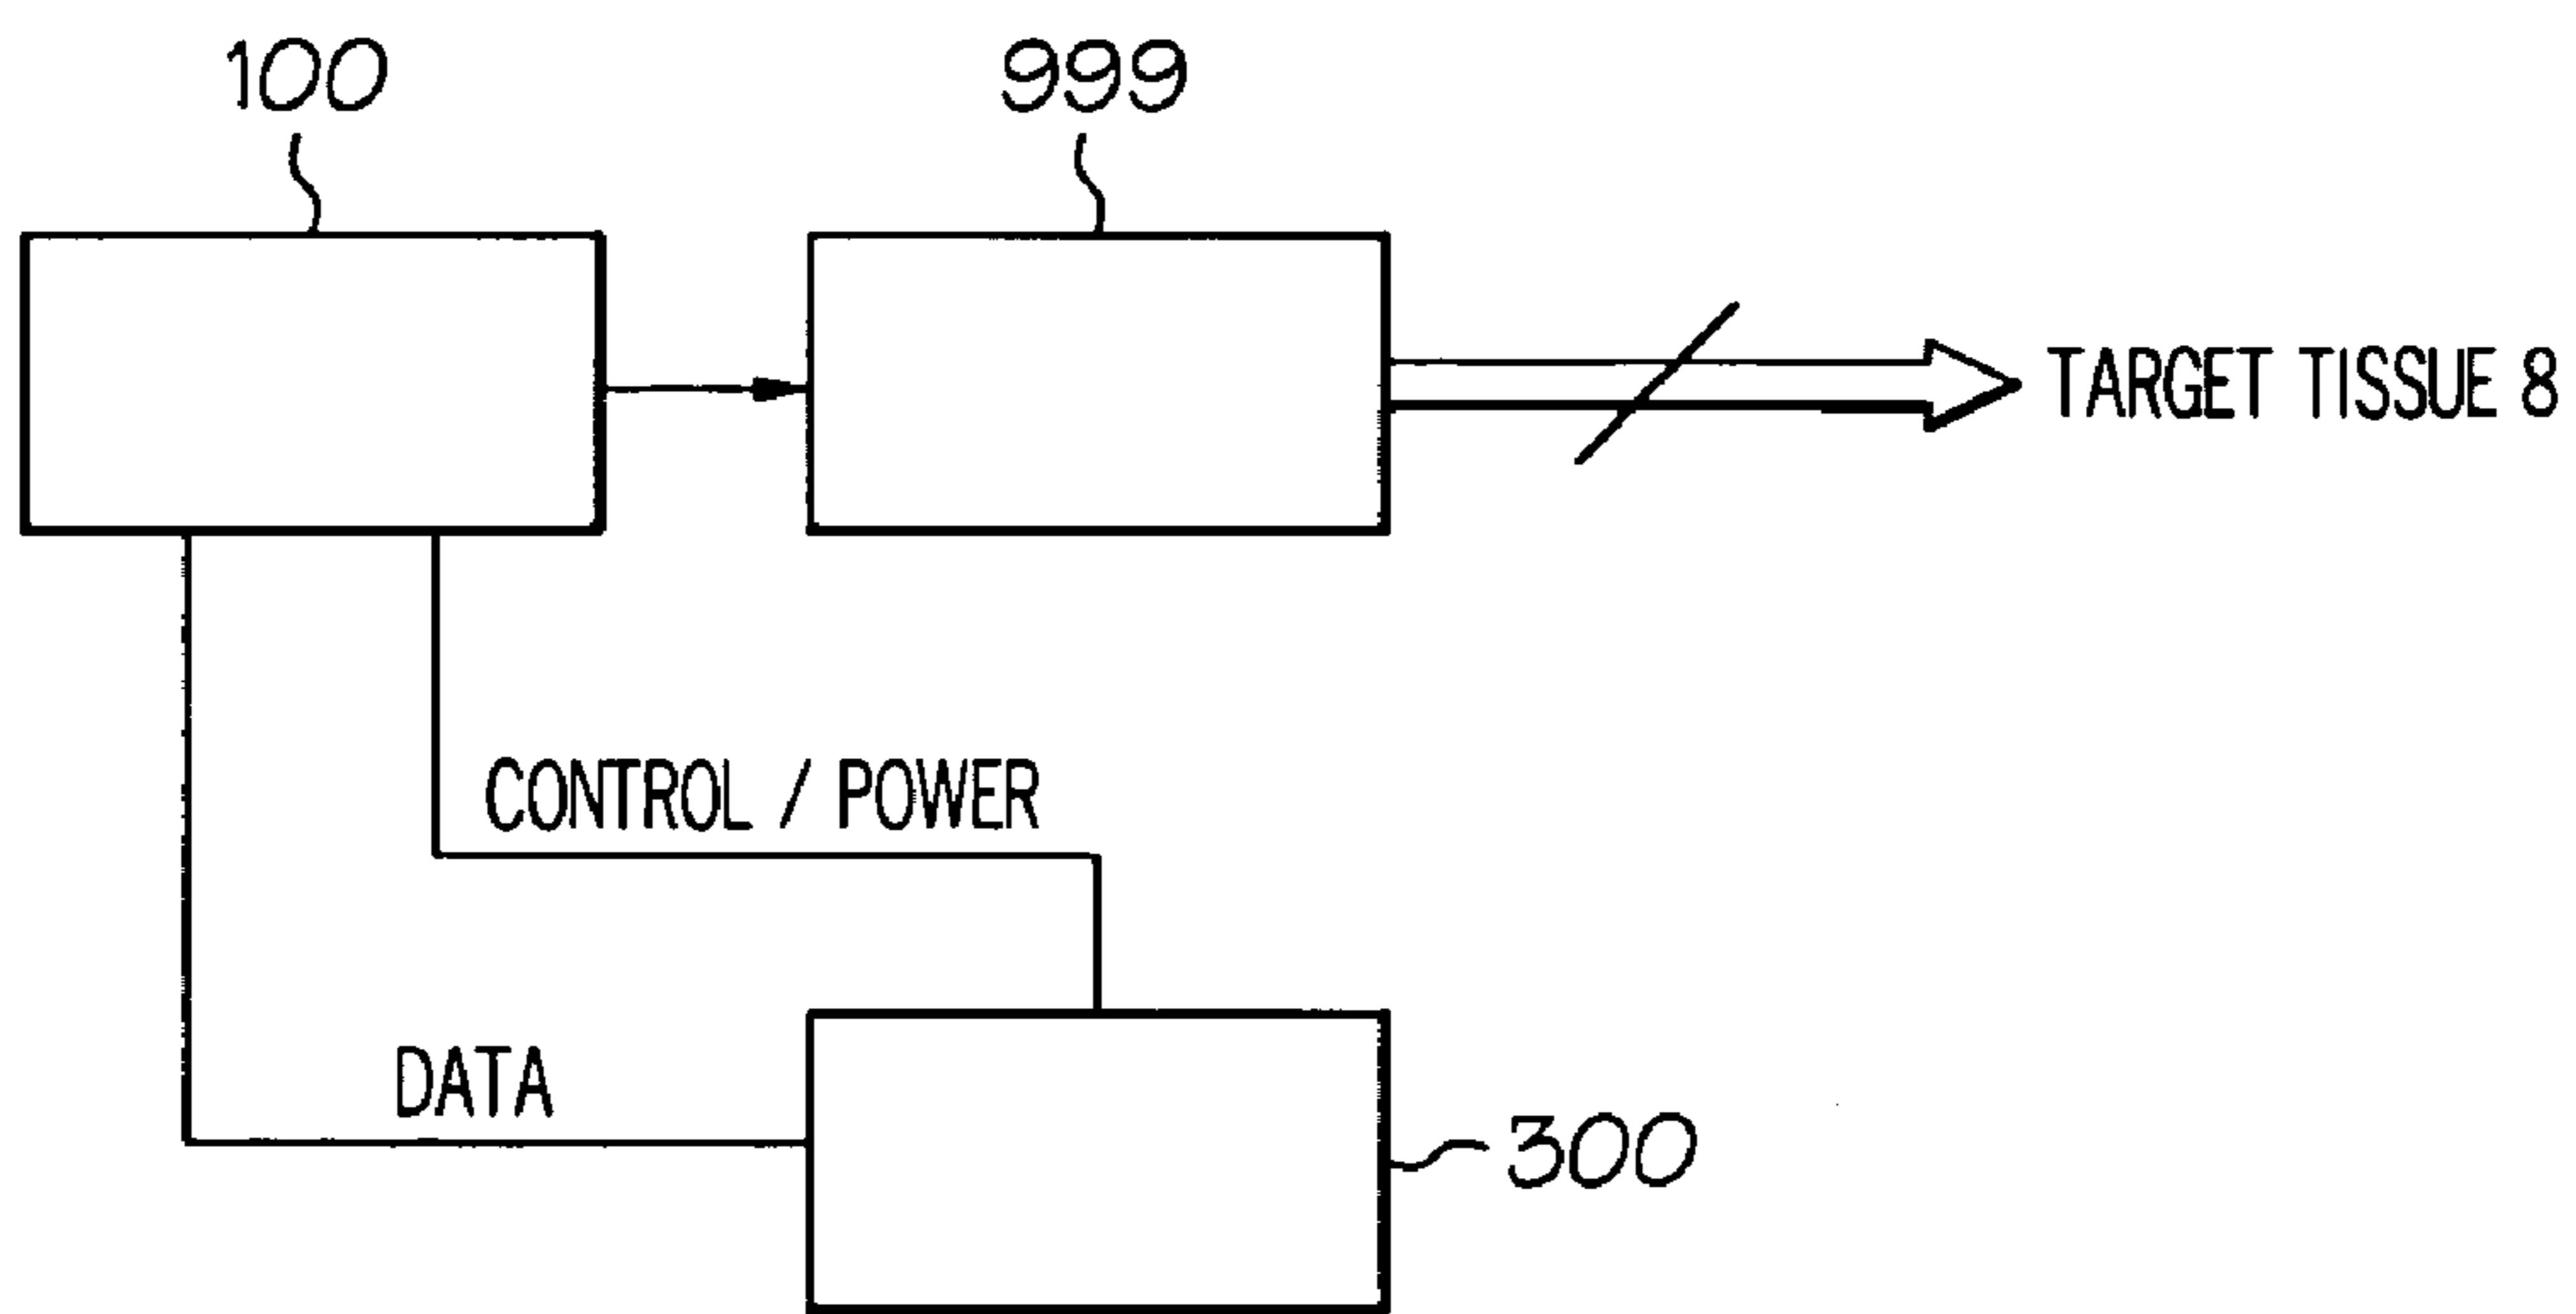 100
999
TARGET TISSUE 8
CONTROL / POWER
DATA
300